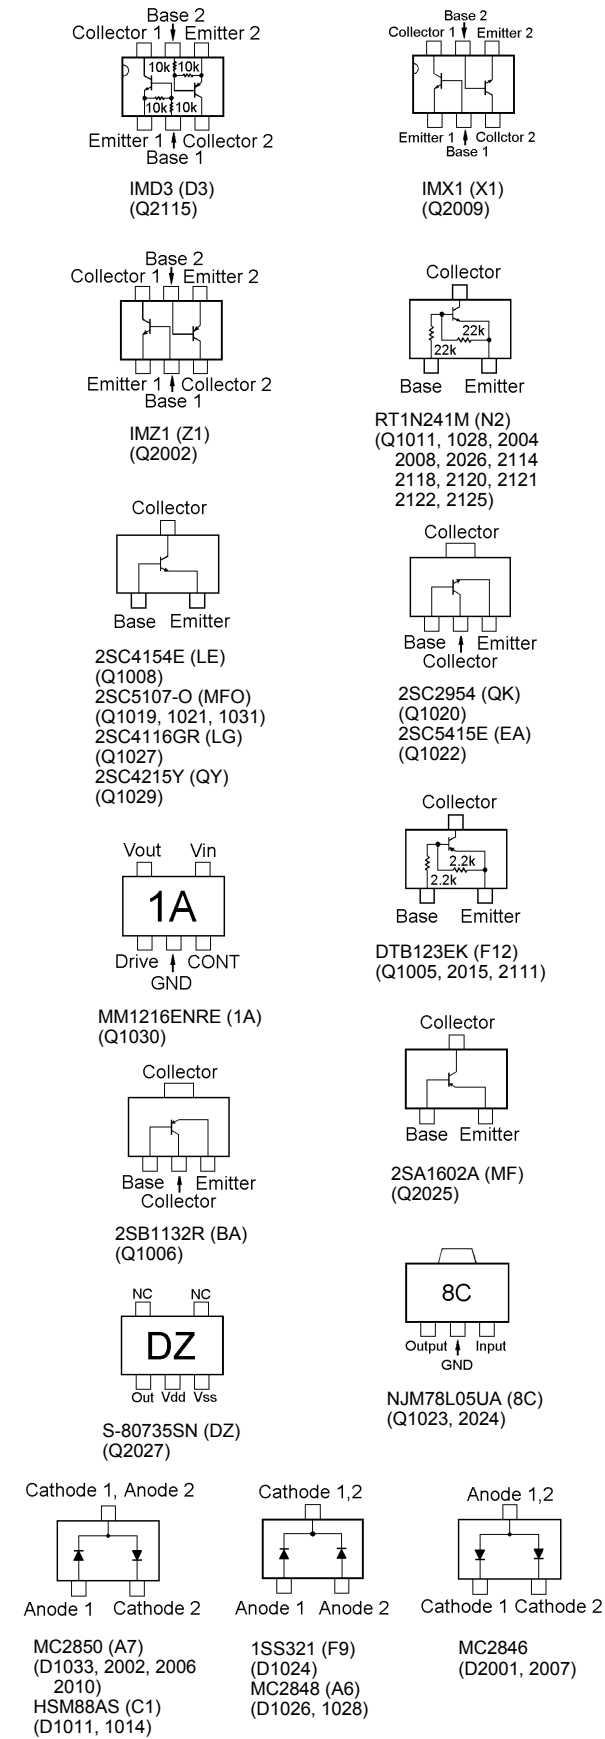 Base 2
Collector 1 Emitter 2
10k 10k
10k 10k
Emitter 1 Collector 2
Base 1
IMD3 (D3)
(Q2115)
Base 2
Collector 1 Emitter 2
Emitter 1 Collctor 2
Base 1
IMX1 (X1)
(Q2009)
Base 2
Collector 1 Emitter 2
Emitter 1 Collector 2
Base 1
IMZ1 (Z1)
(Q2002)
Collector
22k
22k
Base Emitter
RT1N241M (N2)
(Q1011, 1028, 2004
2008, 2026, 2114
2118, 2120, 2121
2122, 2125)
Collector
Base Emitter
2SC4154E (LE)
(Q1008)
2SC5107-O (MFO)
(Q1019, 1021, 1031)
2SC4116GR (LG)
(Q1027)
2SC4215Y (QY)
(Q1029)
Collector
Base Emitter
Collector
2SC2954 (QK)
(Q1020)
2SC5415E (EA)
(Q1022)
Vout Vin
1A
Drive CONT
GND
MM1216ENRE (1A)
(Q1030)
Collector
2.2k
2.2k
Base Emitter
DTB123EK (F12)
(Q1005, 2015, 2111)
Collector
Base Emitter
Collector
2SB1132R (BA)
(Q1006)
Collector
Base Emitter
2SA1602A (MF)
(Q2025)
NC NC
DZ
Out Vdd Vss
S-80735SN (DZ)
(Q2027)
8C
Output Input
GND
NJM78L05UA (8C)
(Q1023, 2024)
Cathode 1, Anode 2
Anode 1 Cathode 2
MC2850 (A7)
(D1033, 2002, 2006
2010)
HSM88AS (C1)
(D1011, 1014)
Cathode 1,2
Anode 1 Anode 2
1SS321 (F9)
(D1024)
MC2848 (A6)
(D1026, 1028)
Anode 1,2
Cathode 1 Cathode 2
MC2846
(D2001, 2007)